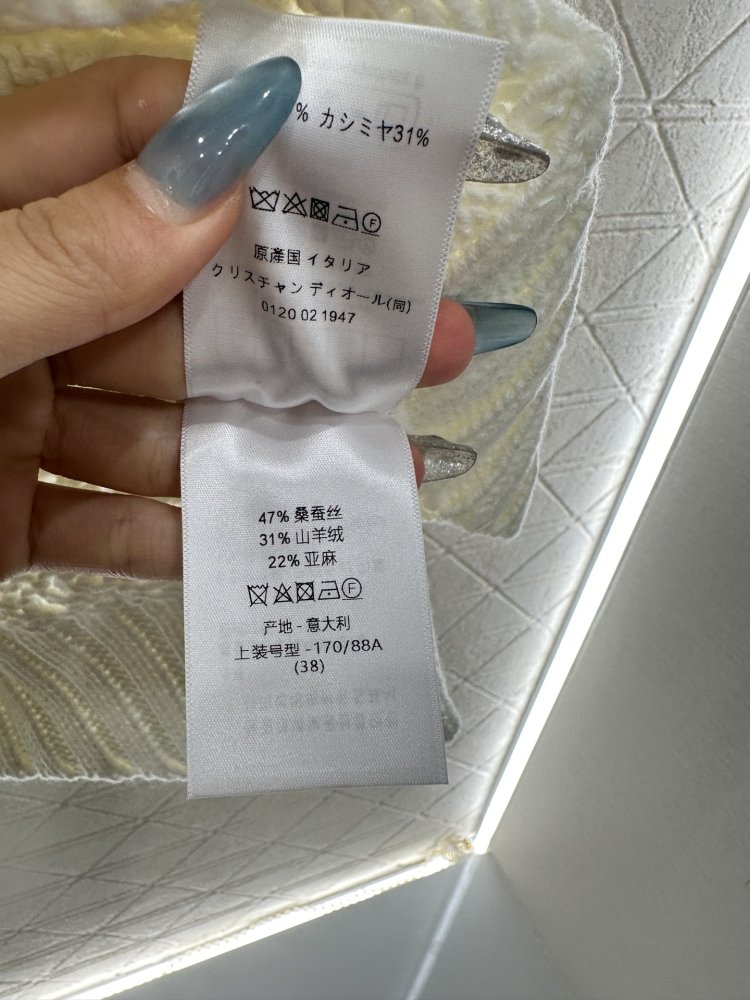 % カシミヤ31%
F
原産国 イタリア
クリスチャン ディオール(同)
0120 02 1947
47% 桑蚕丝
31% 山羊绒
22% 亚麻
F
产地 - 意大利
上装号型 -170/88A
(38)